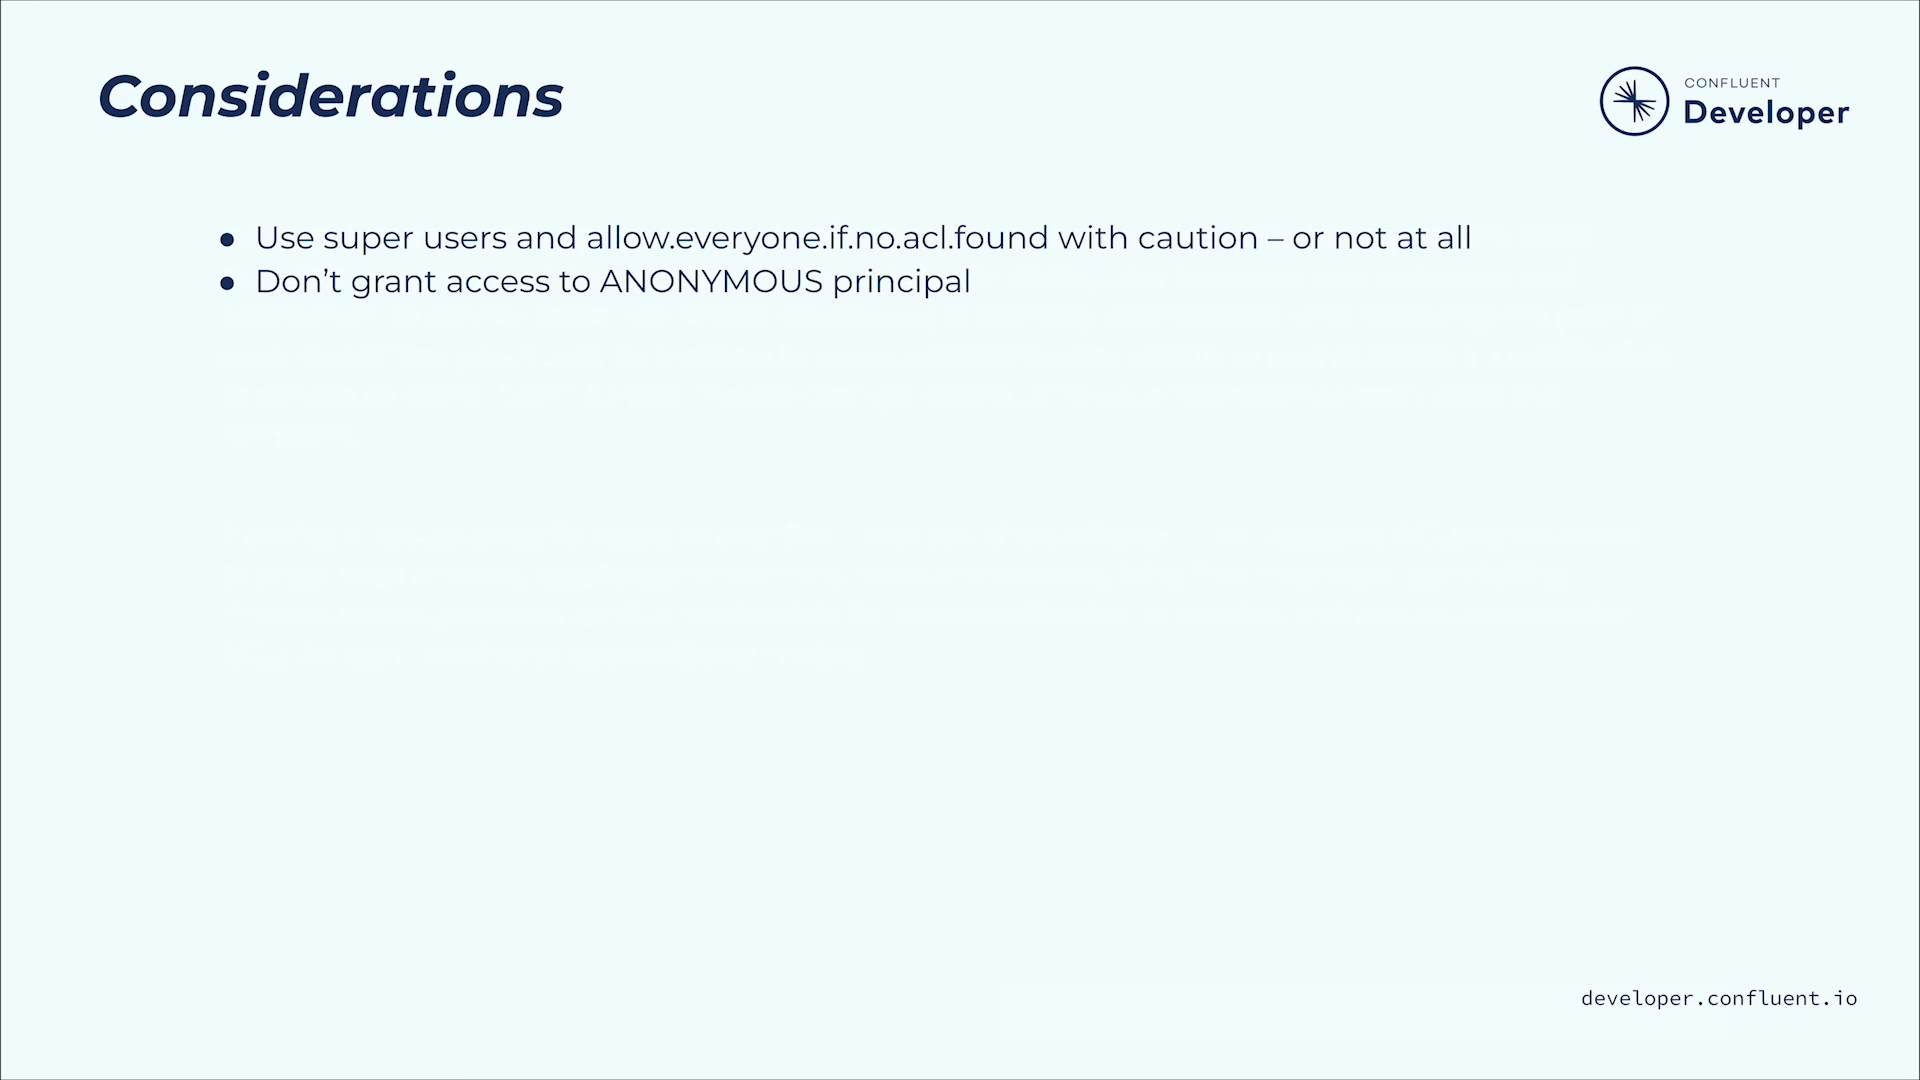 Considerations
CONFLUENT
Developer
● Use super users and allow.everyone.if.no.acl.found with caution – or not at all
● Don’t grant access to ANONYMOUS principal
developer.confluent.io